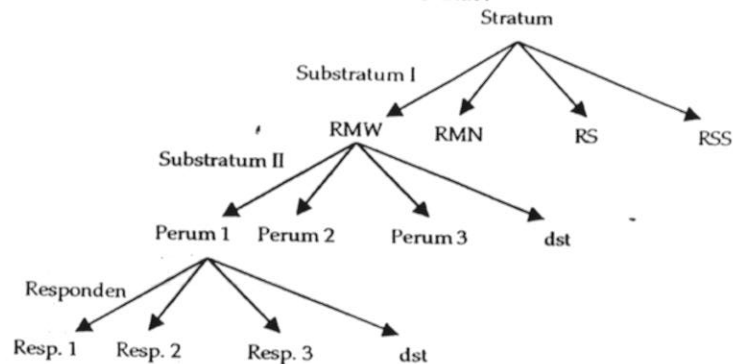 Stratum
Substratum I
RMW RMN RS RSS
Substratum II
Perum 1 Perum 2 Perum 3 dst
Responden
Resp. 1 Resp. 2 Resp. 3 dst